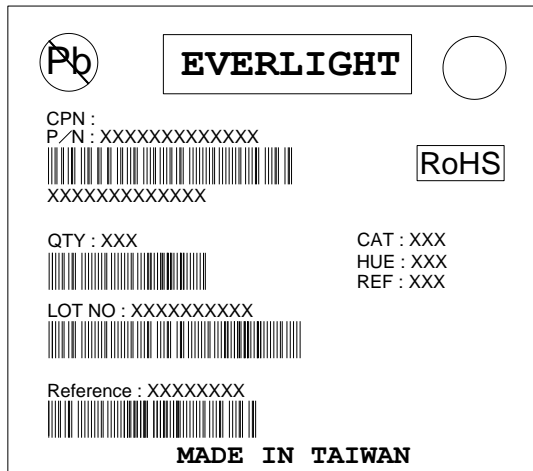 Pb
EVERLIGHT
CPN :
P/N : XXXXXXXXXXXXX
RoHS
XXXXXXXXXXXXX
QTY : XXX
CAT : XXX
HUE : XXX
REF : XXX
LOT NO : XXXXXXXXXX
Reference : XXXXXXXX
MADE IN TAIWAN